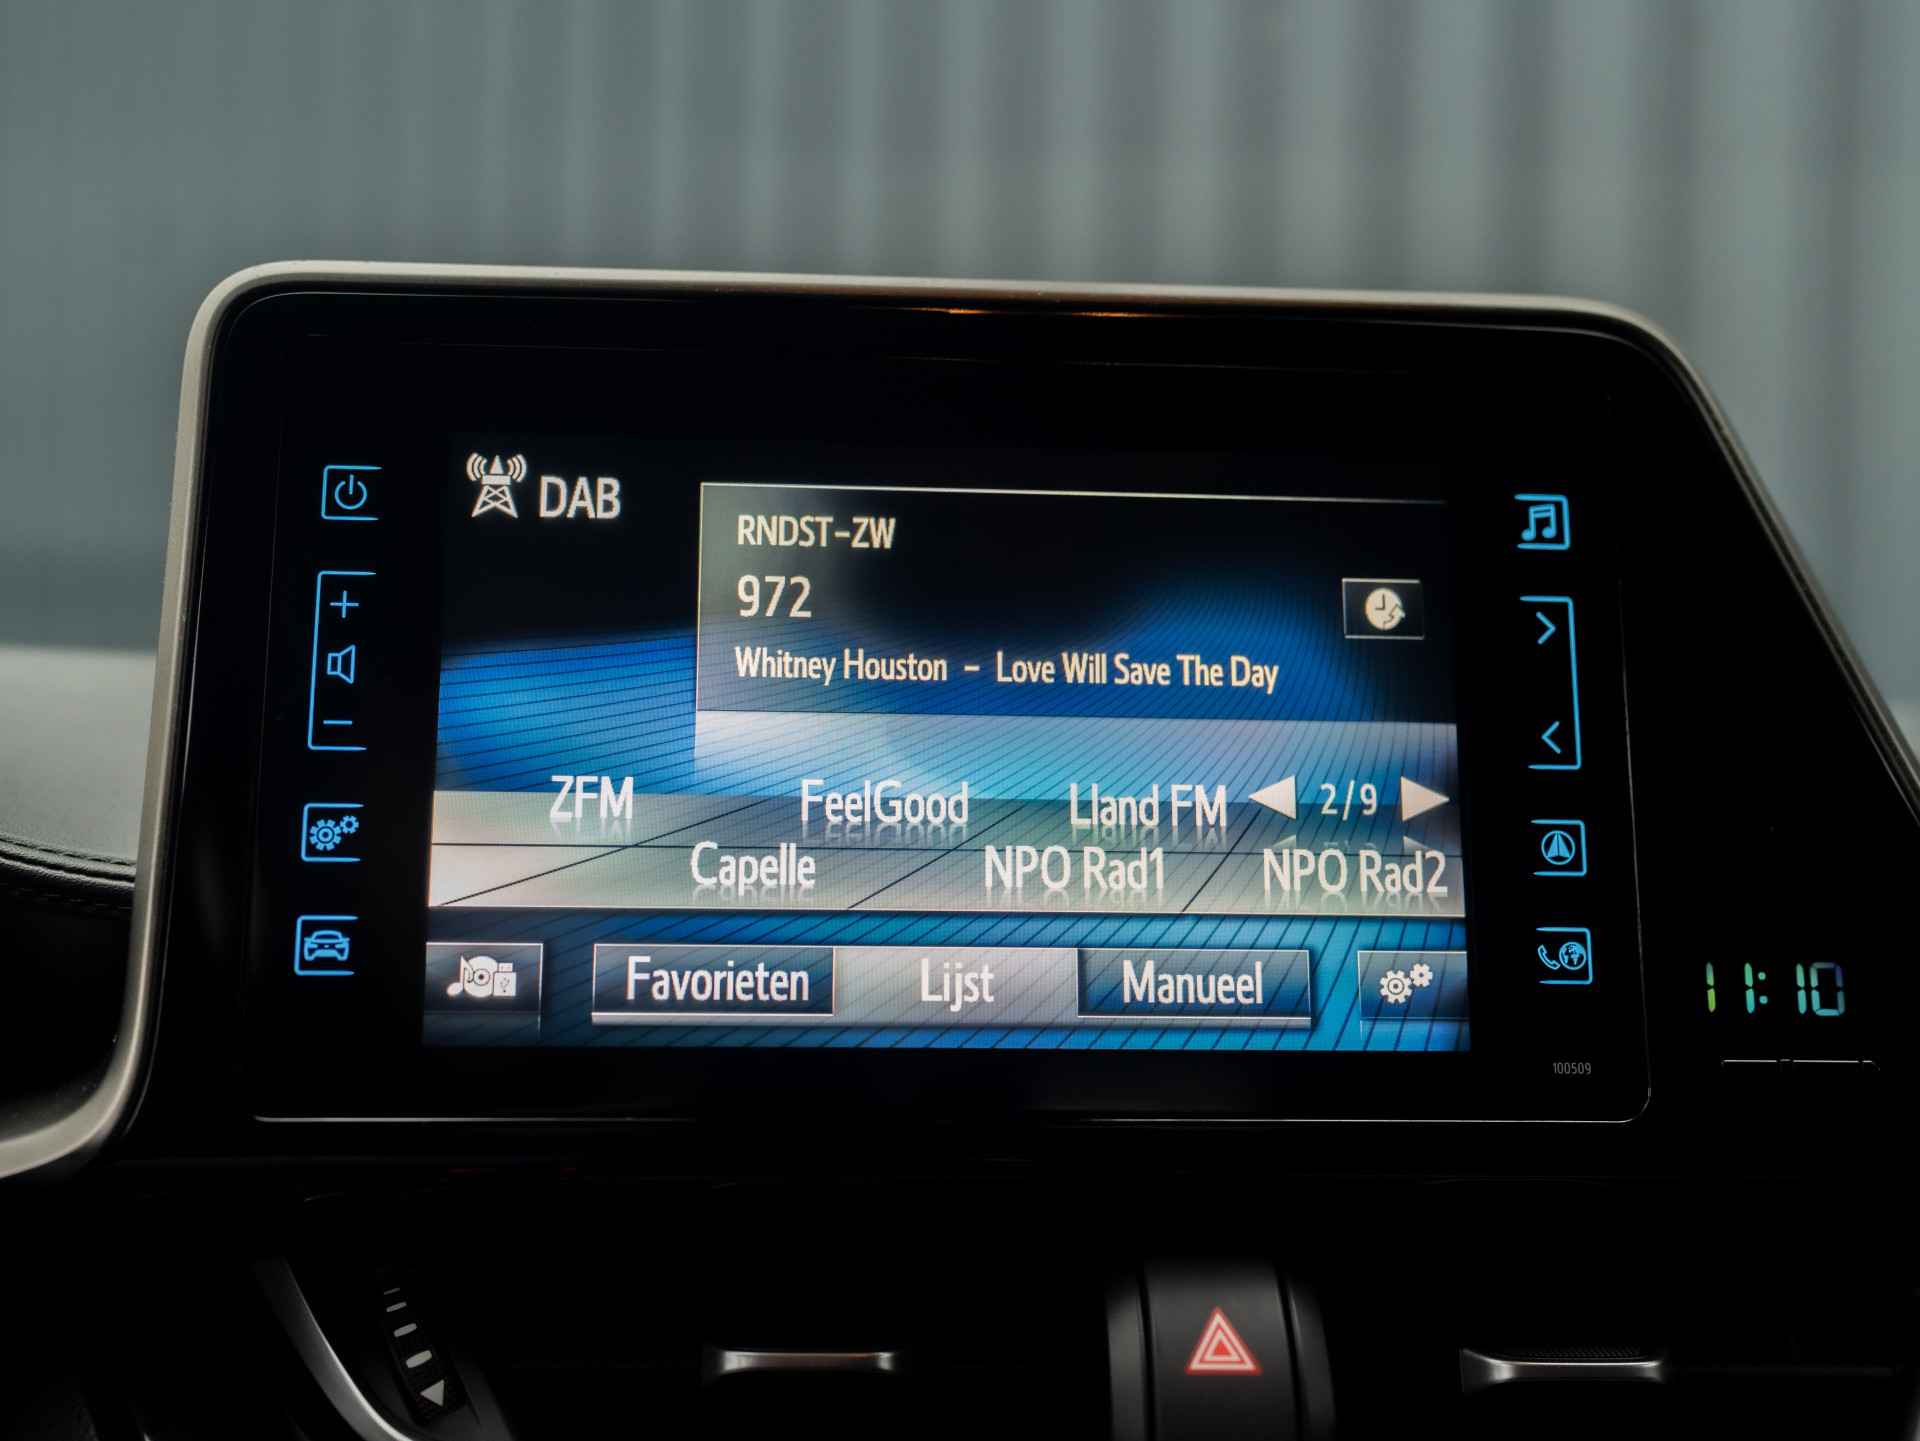 DAB
RNDST-ZW
972
Whitney Houston - Love Will Save The Day
ZFM FeelGood Lland FM 2/9
Capelle NPO Rad1 NPO Rad2
Favorieten Lijst Manueel
11:10
100509